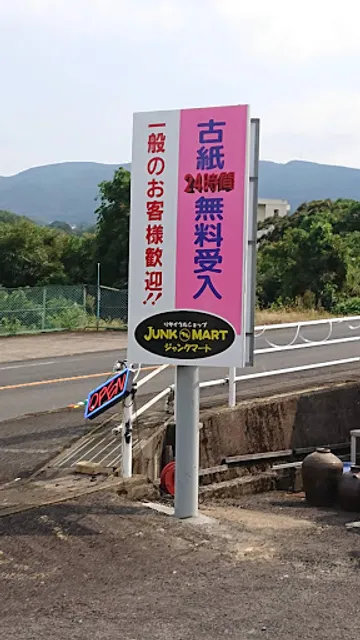 古紙
24時間
無料受入
一般のお客様歓迎!!
リサイクルショップ
JUNK MART
ジャンクマート
OPEN